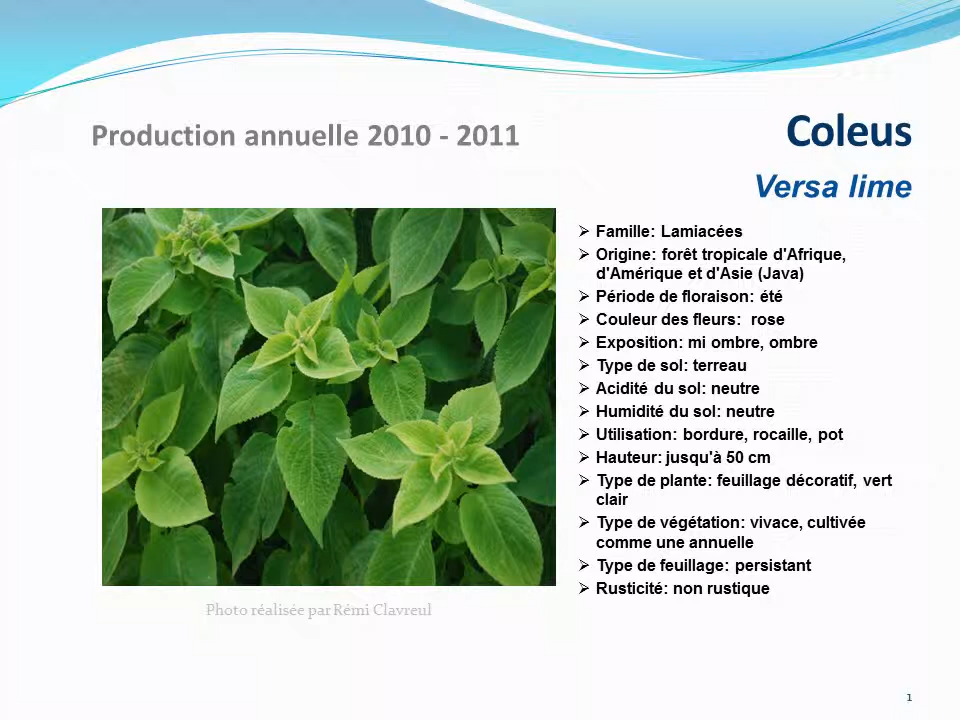 Production annuelle 2010 - 2011
Coleus
Versa lime
Famille: Lamiacées
Origine: forêt tropicale d'Afrique,
d'Amérique et d'Asie (Java)
Période de floraison: été
Couleur des fleurs:  rose
Exposition: mi ombre, ombre
Type de sol: terreau
Acidité du sol: neutre
Humidité du sol: neutre
Utilisation: bordure, rocaille, pot
Hauteur: jusqu'à 50 cm
Type de plante: feuillage décoratif, vert
clair
Type de végétation: vivace, cultivée
comme une annuelle
Type de feuillage: persistant
Rusticité: non rustique
Photo réalisée par Rémi Clavreul
1